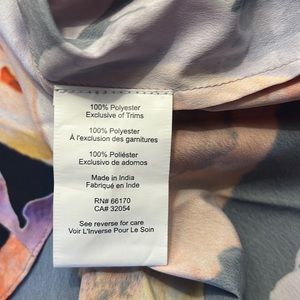 100% Polyester
Exclusive of Trims
100% Polyester
À l'exclusion des garnitures
100% Poliéster
Exclusivo de adornos
Made in India
Fabriqué en Inde
RN# 66170
CA# 32054
See reverse for care
Voir L'Inverse Pour Le Soin